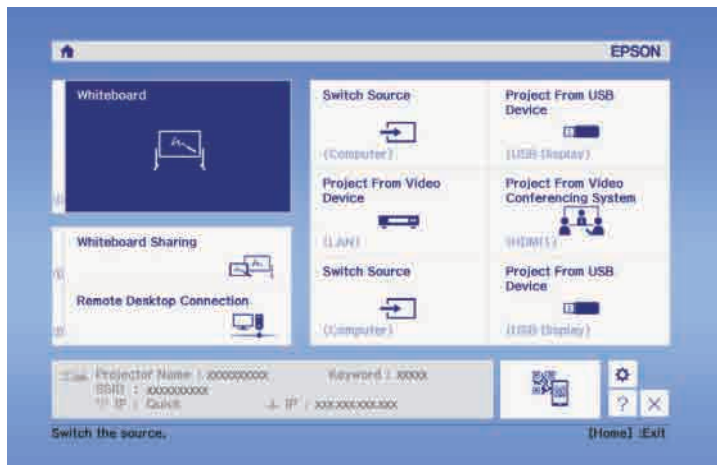 EPSON
Whiteboard
Switch Source
(Computer)
Project From USB
Device
(USB Display)
Project From Video
Device
(LAN)
Project From Video
Conferencing System
(HDMI1)
Whiteboard Sharing
Remote Desktop Connection
Switch Source
(Computer)
Project From USB
Device
(USB Display)
Projector Name : xxxxxxxxxx Keyword : xxxxx
SSID : xxxxxxxxxx
IP : Quick IP : xxx.xxx.xxx.xxx
?
Switch the source. [Home] :Exit